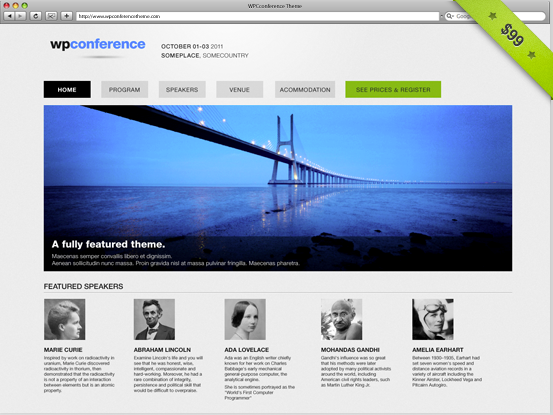 WPCconference Theme
http://www.wpconferencetheme.com
$99
wpconference
OCTOBER 01-03 2011
SOMEPLACE, SOMECOUNTRY
HOME
PROGRAM
SPEAKERS
VENUE
ACOMMODATION
SEE PRICES & REGISTER
A fully featured theme.
Maecenas semper convallis libero et dignissim.
Aenean sollicitudin nunc massa. Proin gravida nisl at massa pulvinar fringilla. Maecenas pharetra.
FEATURED SPEAKERS
MARIE CURIE
Inspired by work on radioactivity in
uranium, Marie Curie discovered
radioactivity in thorium, then
demonstrated that the radioactivity
is not a property of an interaction
between elements but is an atomic
property.
ABRAHAM LINCOLN
Examine Lincoln's life and you will
see that he was honest, wise,
intelligent, compassionate and
hard-working. Moreover, he had a
rare combination of integrity,
persistence and political skill that
would be difficult to overpraise.
ADA LOVELACE
Ada was an English writer chiefly
known for her work on Charles
Babbage's early mechanical
general-purpose computer, the
analytical engine.
She is sometimes portrayed as the
"World's First Computer
Programmer"
MOHANDAS GANDHI
Gandhi's influence was so great
that his methods were later
adopted by many political activists
around the world, including
American civil rights leaders, such
as Martin Luther King Jr.
AMELIA EARHART
Between 1930-1935, Earhart had
set seven women's speed and
distance aviation records in a
variety of aircraft including the
Kinner Airster, Lockheed Vega and
Pitcairn Autogiro.